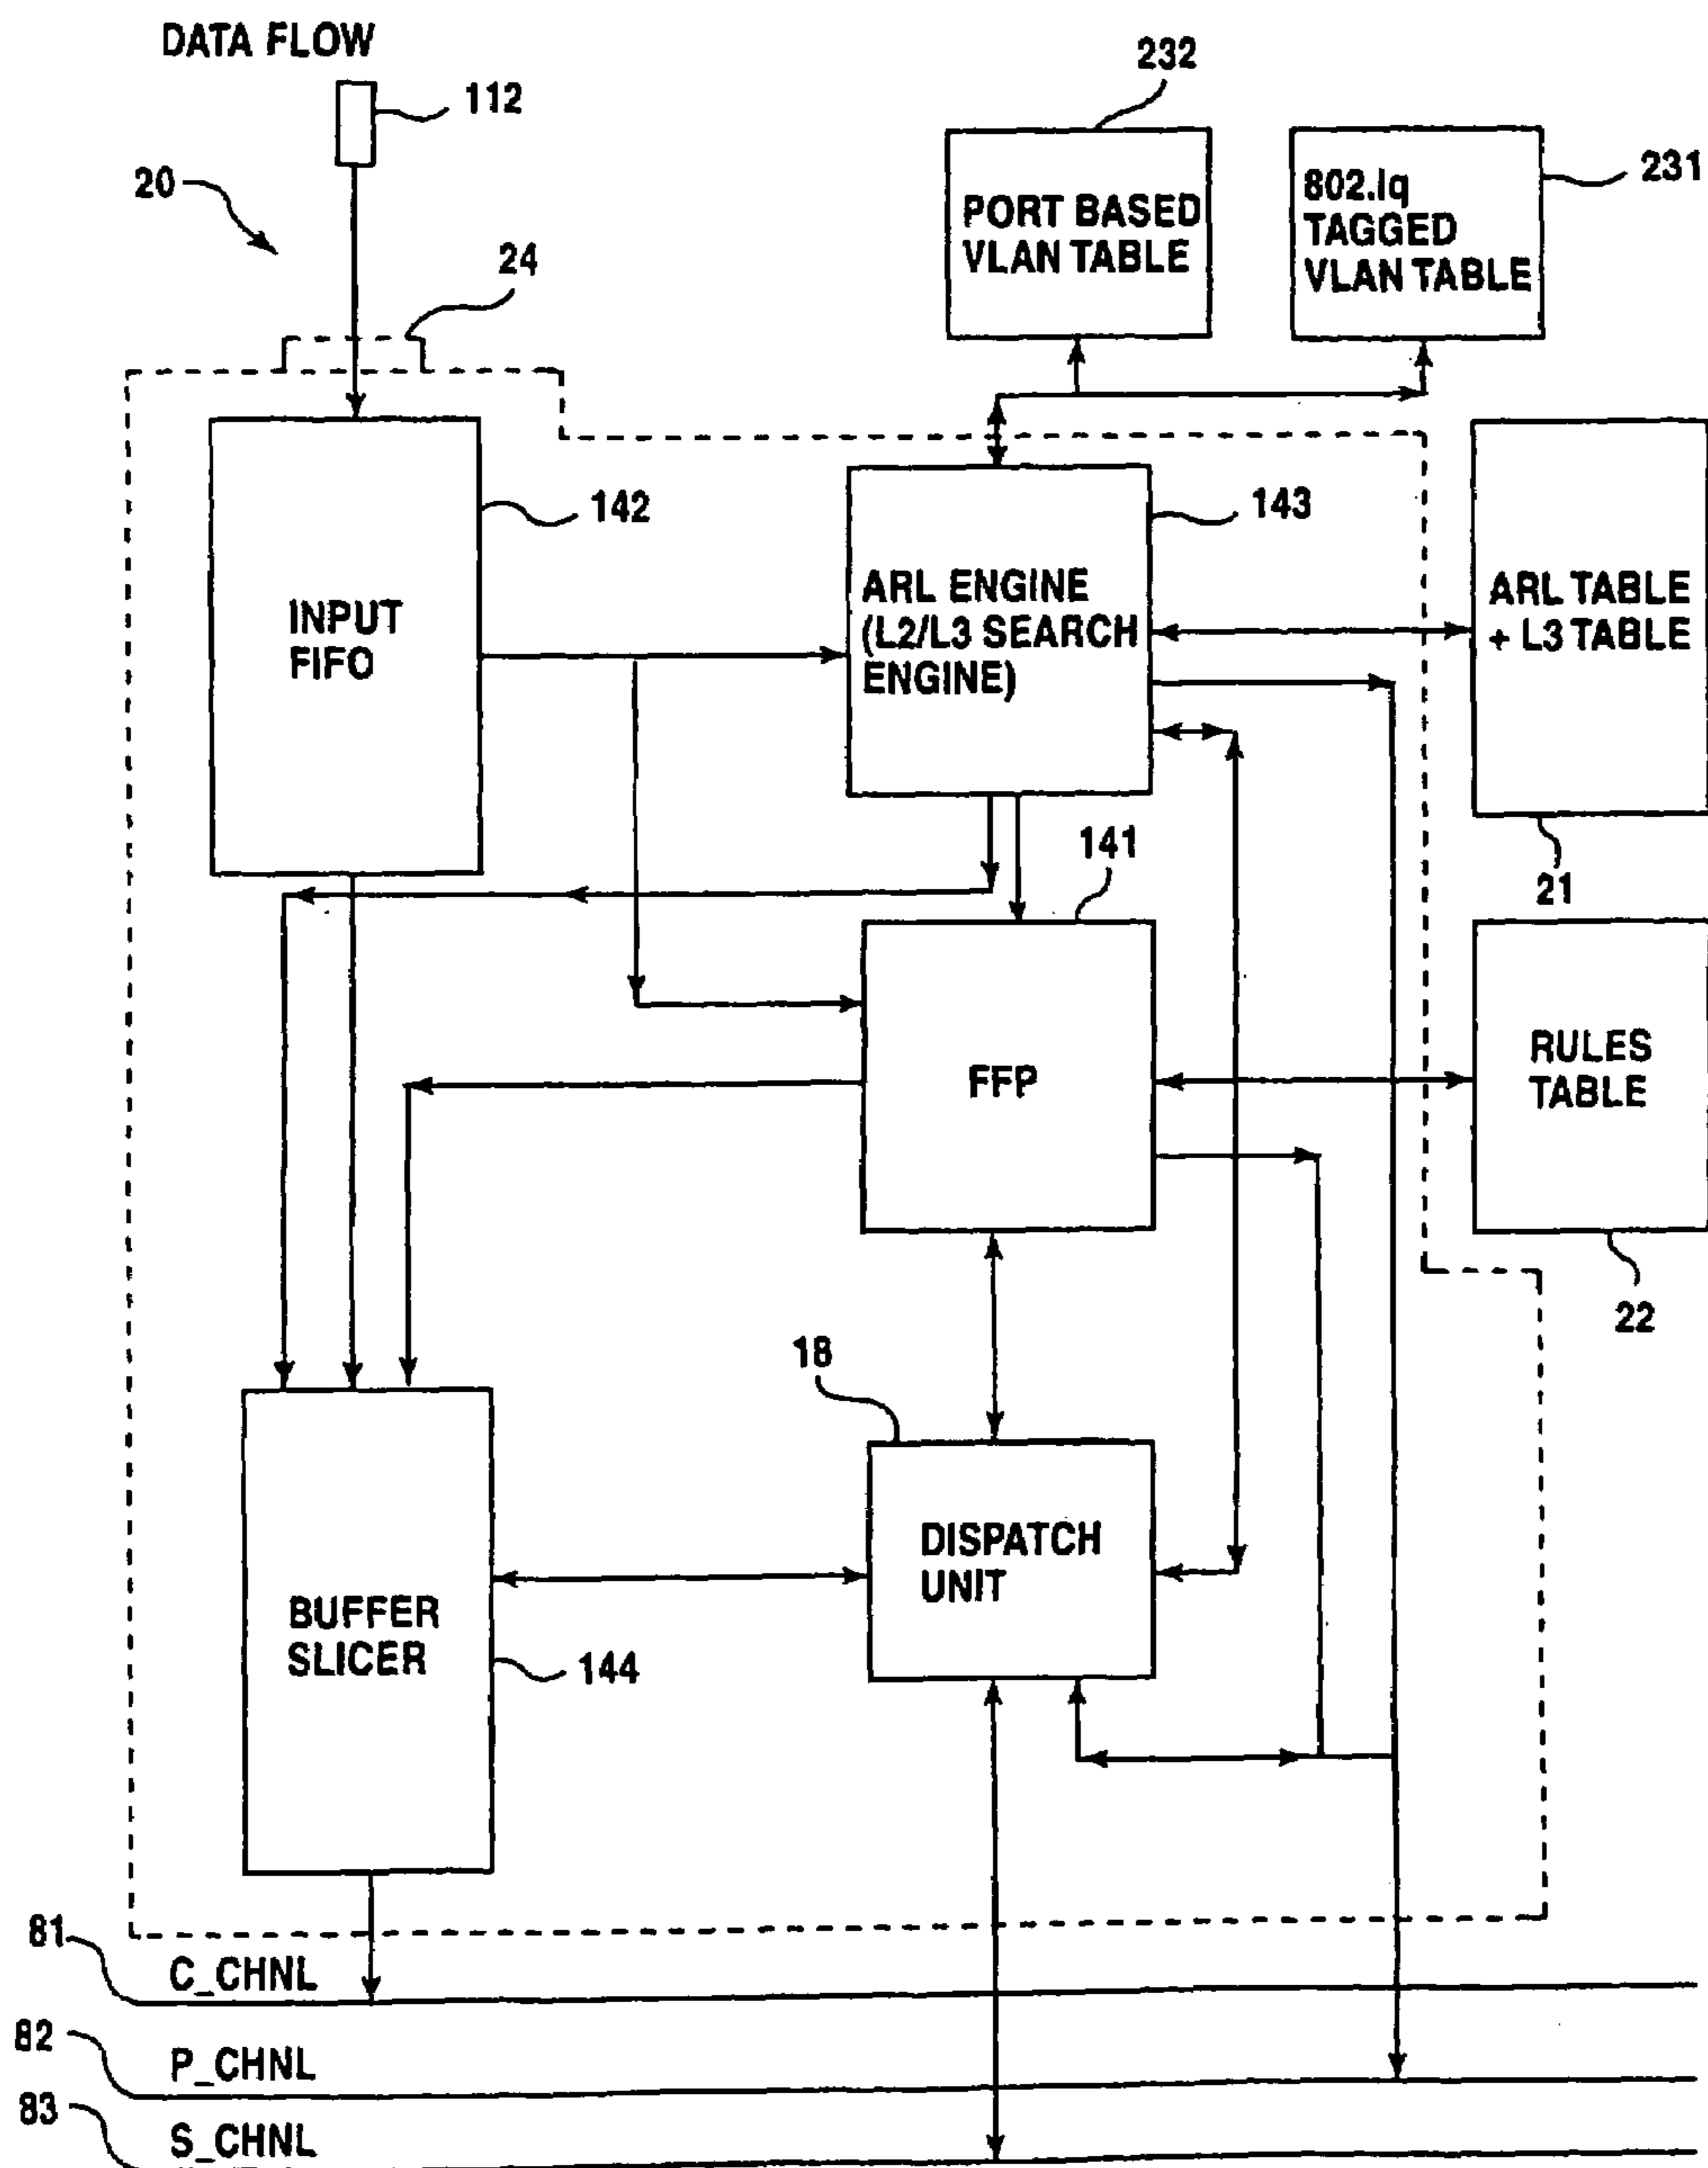 DATA FLOW
112
20
24
232
PORT BASED
VLAN TABLE
231
802.1q
TAGGED
VLAN TABLE
142
INPUT
FIFO
143
ARL ENGINE
(L2/L3 SEARCH
ENGINE)
ARL TABLE
+ L3 TABLE
21
141
FFP
RULES
TABLE
22
18
DISPATCH
UNIT
BUFFER
SLICER
144
81
C_CHNL
82
P_CHNL
83
S_CHNL